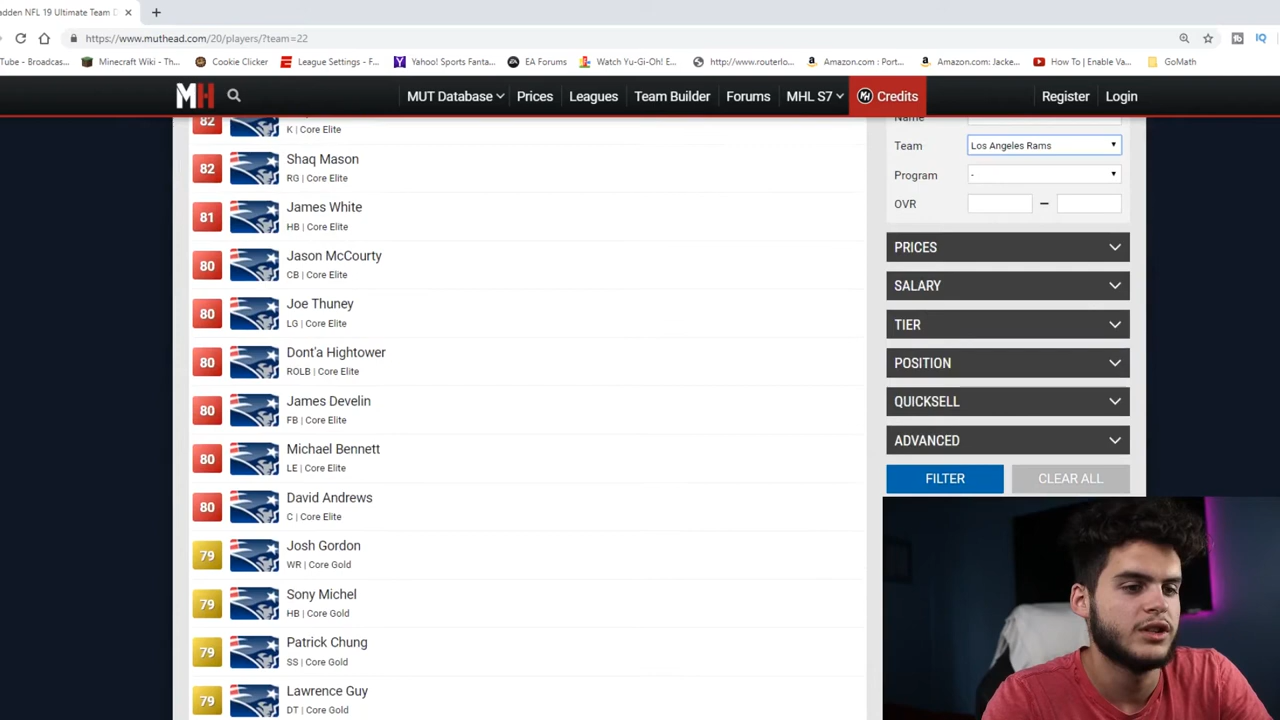 adden NFL 19 Ultimate Team D
https://www.muthead.com/20/players/?team=22
Tube - Broadcas...
Minecraft Wiki - Th...
Cookie Clicker
League Settings - F...
Yahoo! Sports Fanta...
EA Forums
Watch Yu-Gi-Oh! E...
http://www.routerlo...
Amazon.com : Port...
Amazon.com: Jacke...
How To | Enable Va...
GoMath
IQ
MH
MUT Database
Prices
Leagues
Team Builder
Forums
MHL S7
Credits
Register
Login
82
K | Core Elite
82
Shaq Mason
RG | Core Elite
81
James White
HB | Core Elite
80
Jason McCourty
CB | Core Elite
80
Joe Thuney
LG | Core Elite
80
Dont'a Hightower
ROLB | Core Elite
80
James Develin
FB | Core Elite
80
Michael Bennett
LE | Core Elite
80
David Andrews
C | Core Elite
79
Josh Gordon
WR | Core Gold
79
Sony Michel
HB | Core Gold
79
Patrick Chung
SS | Core Gold
79
Lawrence Guy
DT | Core Gold
Name
Team
Los Angeles Rams
Program
-
OVR
–
PRICES
SALARY
TIER
POSITION
QUICKSELL
ADVANCED
FILTER
CLEAR ALL